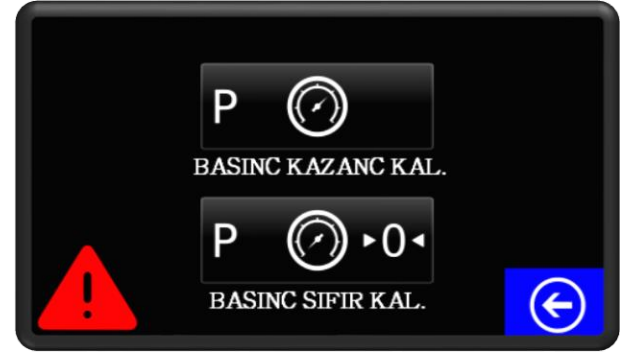 P
BASINC KAZANC KAL.
P ▸0◂
BASINC SIFIR KAL.
!